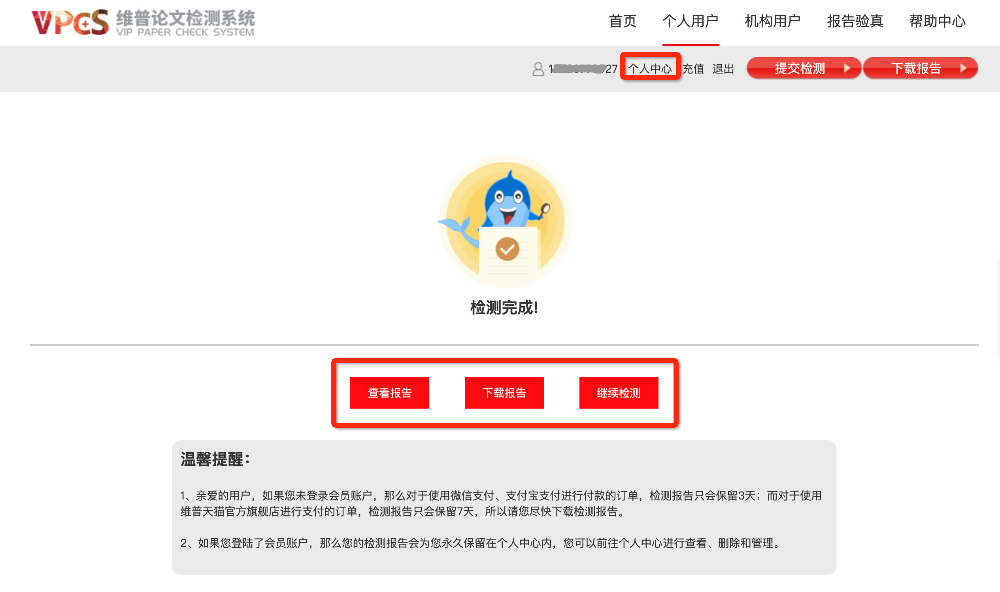 VPCS 维普论文检测系统
VIP PAPER CHECK SYSTEM
首页 个人用户 机构用户 报告验真 帮助中心
1 27 个人中心 充值 退出 提交检测 下载报告
检测完成!
查看报告 下载报告 继续检测
温馨提醒：
1、亲爱的用户，如果您未登录会员账户，那么对于使用微信支付、支付宝支付进行付款的订单，检测报告只会保留3天；而对于使用
维普天猫官方旗舰店进行支付的订单，检测报告只会保留7天，所以请您尽快下载检测报告。
2、如果您登陆了会员账户，那么您的检测报告会为您永久保留在个人中心内，您可以前往个人中心进行查看、删除和管理。